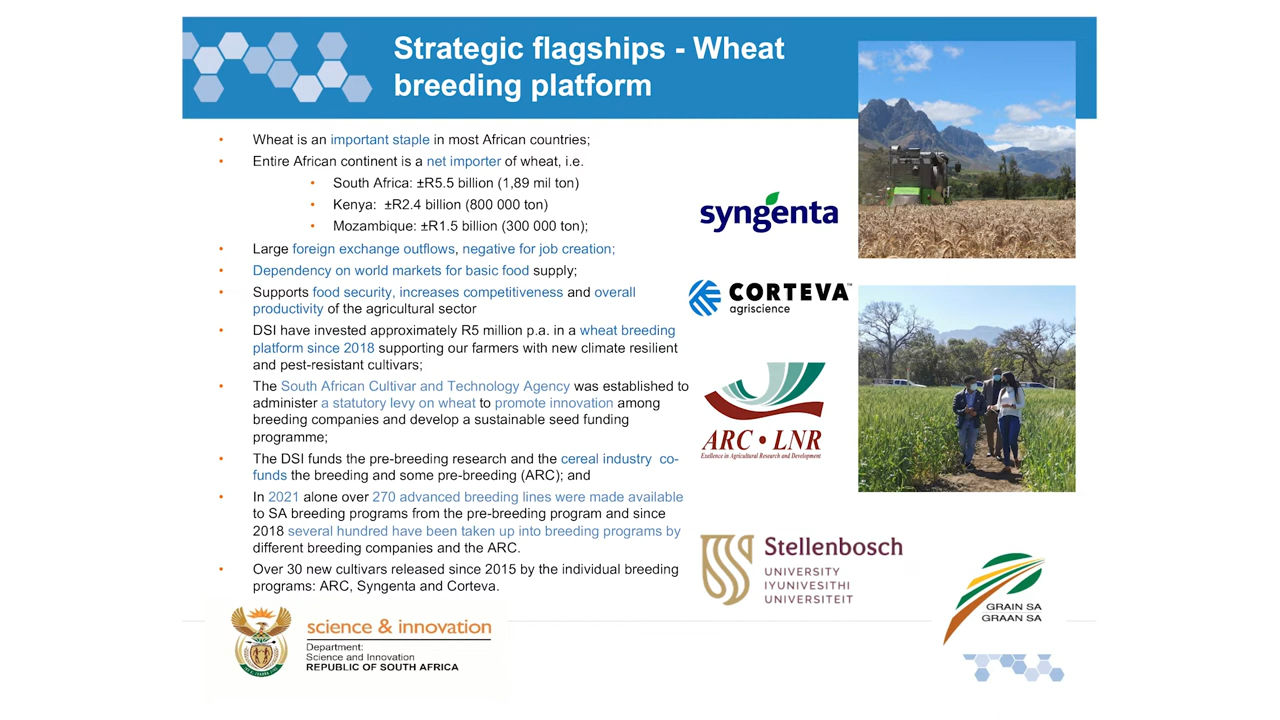 Strategic flagships - Wheat
breeding platform
• Wheat is an important staple in most African countries;
• Entire African continent is a net importer of wheat, i.e.
• South Africa: ±R5.5 billion (1,89 mil ton)
• Kenya: ±R2.4 billion (800 000 ton)
• Mozambique: ±R1.5 billion (300 000 ton);
• Large foreign exchange outflows, negative for job creation;
• Dependency on world markets for basic food supply;
• Supports food security, increases competitiveness and overall
productivity of the agricultural sector
• DSI have invested approximately R5 million p.a. in a wheat breeding
platform since 2018 supporting our farmers with new climate resilient
and pest-resistant cultivars;
• The South African Cultivar and Technology Agency was established to
administer a statutory levy on wheat to promote innovation among
breeding companies and develop a sustainable seed funding
programme;
• The DSI funds the pre-breeding research and the cereal industry co-
funds the breeding and some pre-breeding (ARC); and
• In 2021 alone over 270 advanced breeding lines were made available
to SA breeding programs from the pre-breeding program and since
2018 several hundred have been taken up into breeding programs by
different breeding companies and the ARC.
• Over 30 new cultivars released since 2015 by the individual breeding
programs: ARC, Syngenta and Corteva.
syngenta
CORTEVA™
agriscience
ARC • LNR
Excellence in Agricultural Research and Development
Stellenbosch
UNIVERSITY
IYUNIVESITHI
UNIVERSITEIT
GRAIN SA
GRAAN SA
science & innovation
Department:
Science and Innovation
REPUBLIC OF SOUTH AFRICA